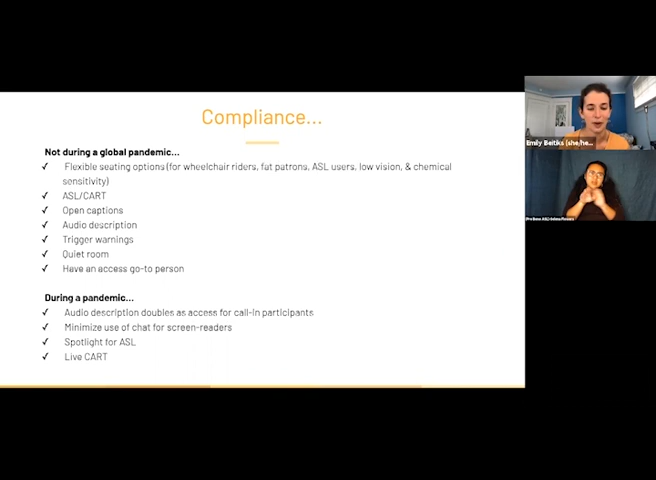 Compliance...
Not during a global pandemic...
✓ Flexible seating options (for wheelchair riders, fat patrons, ASL users, low vision, & chemical
sensitivity)
✓ ASL/CART
✓ Open captions
✓ Audio description
✓ Trigger warnings
✓ Quiet room
✓ Have an access go-to person
During a pandemic...
✓ Audio description doubles as access for call-in participants
✓ Minimize use of chat for screen-readers
✓ Spotlight for ASL
✓ Live CART
Emily Beitiks (she/he...